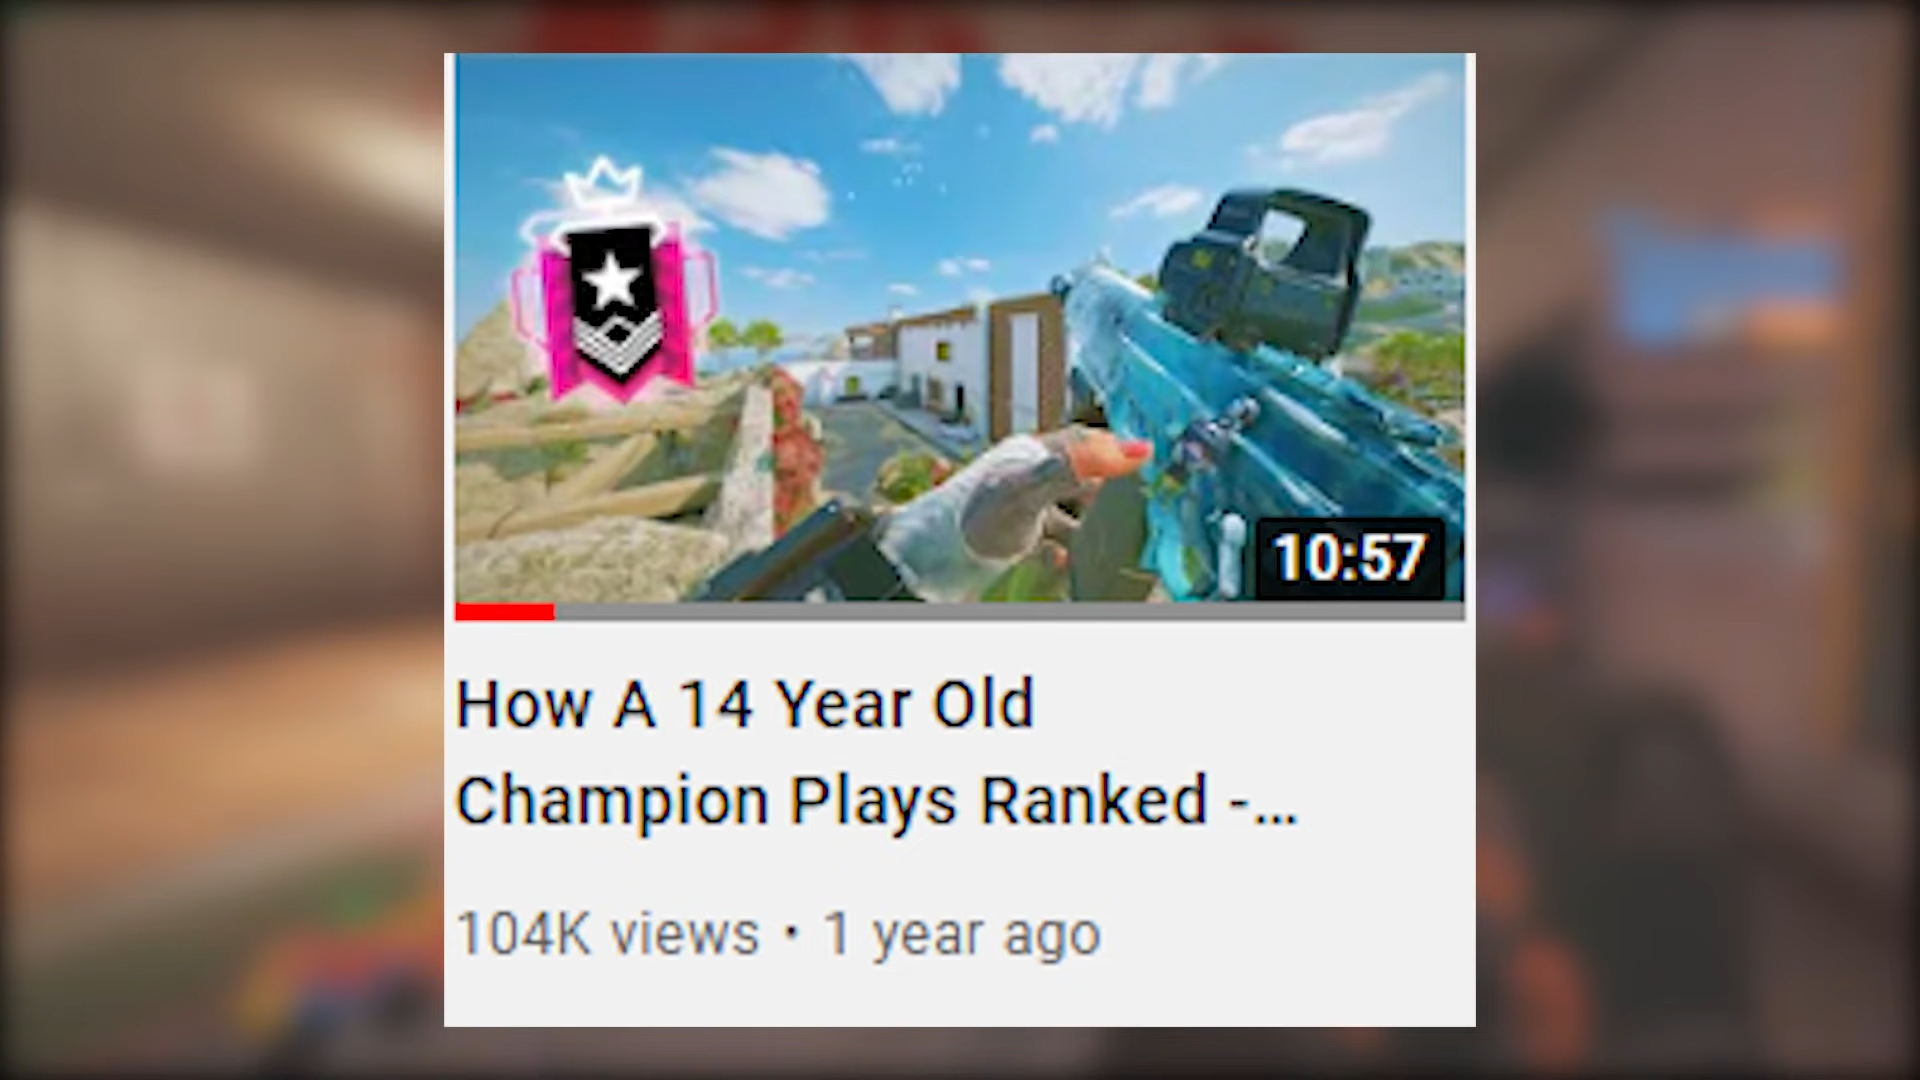 10:57
How A 14 Year Old
Champion Plays Ranked -...
104K views • 1 year ago